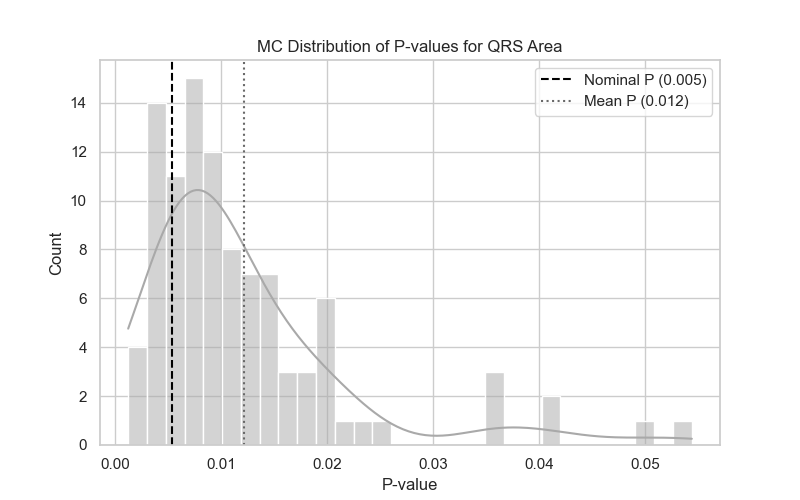 MC Distribution of P-values for QRS Area
Nominal P (0.005)
Mean P (0.012)
Count
14
12
10
8
6
4
2
0
0.00 0.01 0.02 0.03 0.04 0.05
P-value